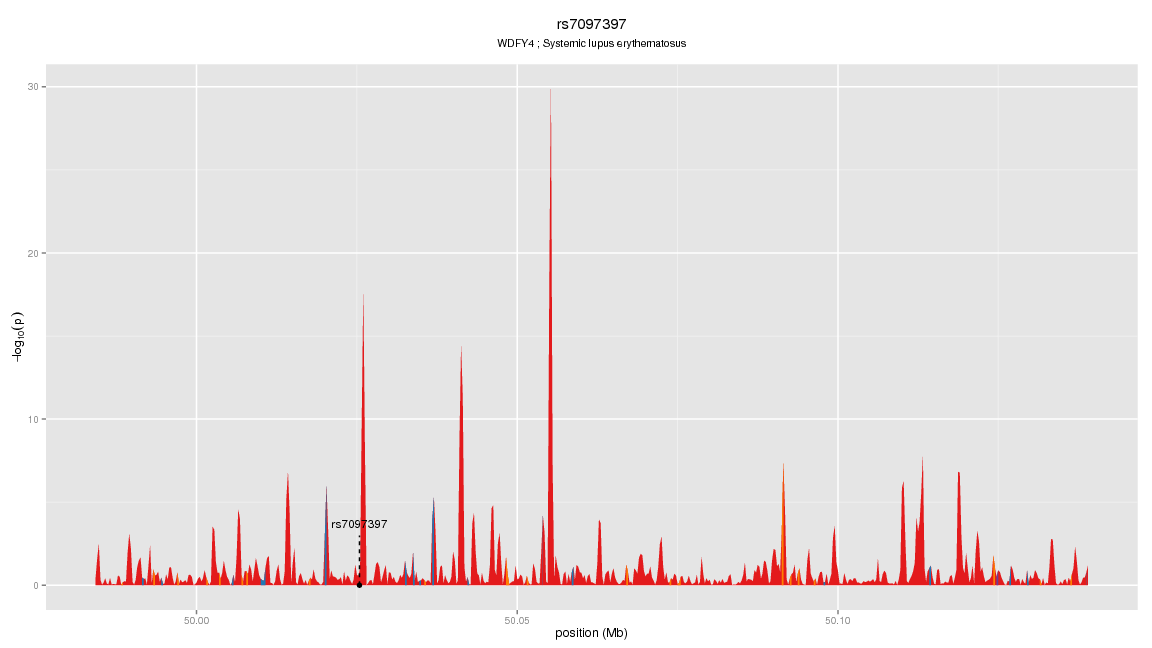 rs7097397
WDFY4 ; Systemic lupus erythematosus
30
20
10
0
−log10(p)
rs7097397
50.00
50.05
50.10
position (Mb)